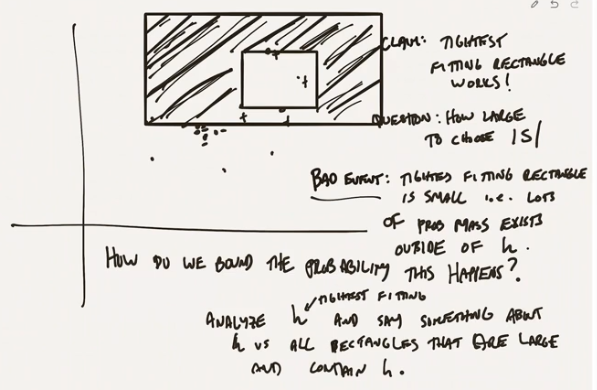 CLAIM: TIGHTEST
FITTING RECTANGLE
WORKS!
QUESTION: HOW LARGE
TO CHOOSE |S|
BAD EVENT: TIGHTEST FITTING RECTANGLE
IS SMALL i.e. LOTS
OF PROB MASS EXISTS
OUTSIDE OF h.
HOW DO WE BOUND THE PROBABILITY THIS HAPPENS?
TIGHTEST FITTING
ANALYZE h AND SAY SOMETHING ABOUT
h VS ALL RECTANGLES THAT ARE LARGE
AND CONTAIN h.